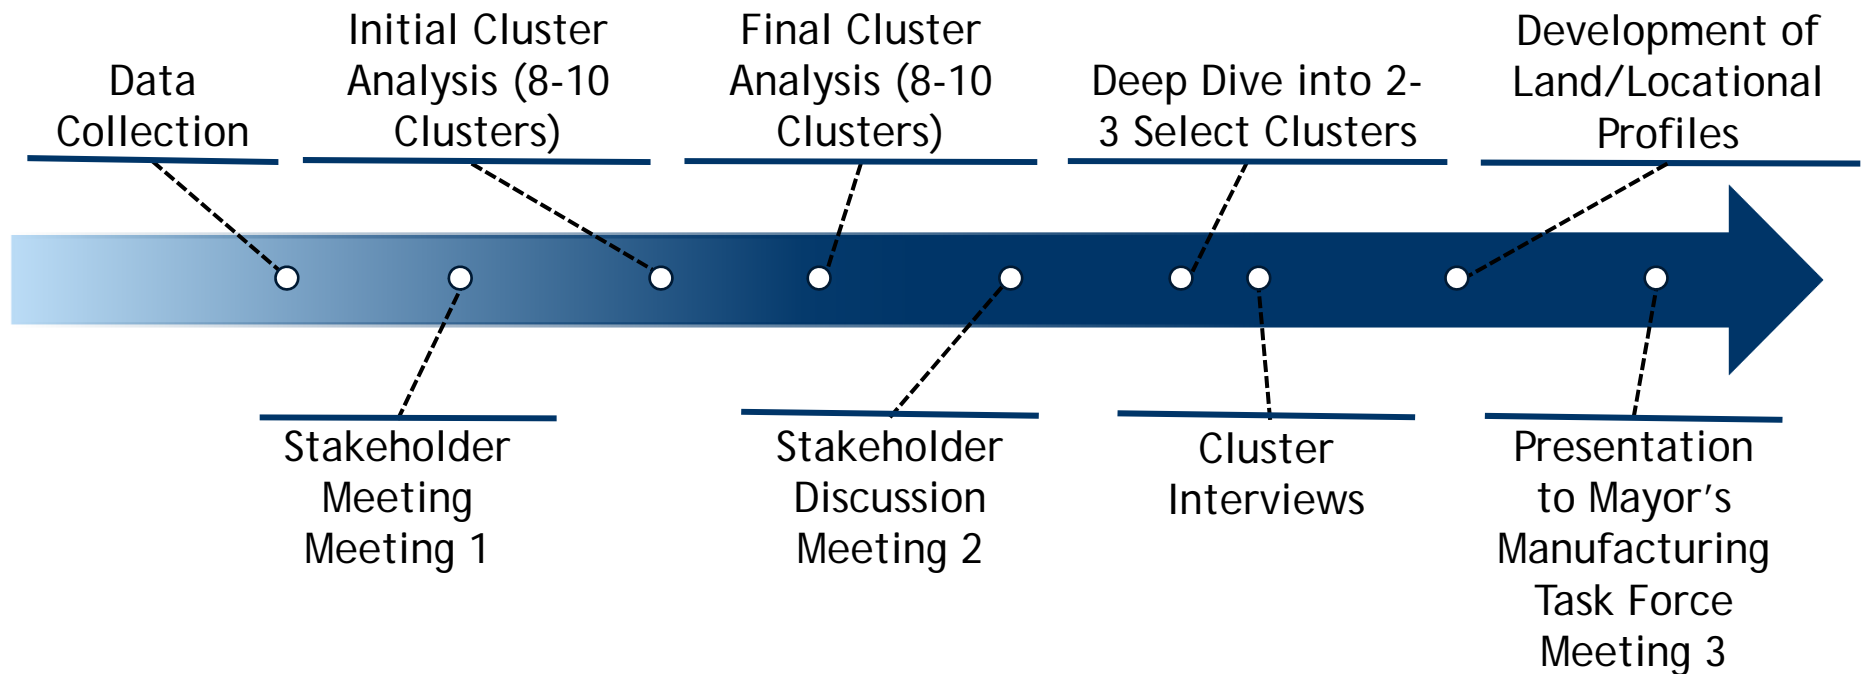 Data
Collection
Initial Cluster
Analysis (8-10
Clusters)
Final Cluster
Analysis (8-10
Clusters)
Deep Dive into 2-
3 Select Clusters
Development of
Land/Locational
Profiles
Stakeholder
Meeting
Meeting 1
Stakeholder
Discussion
Meeting 2
Cluster
Interviews
Presentation
to Mayor’s
Manufacturing
Task Force
Meeting 3